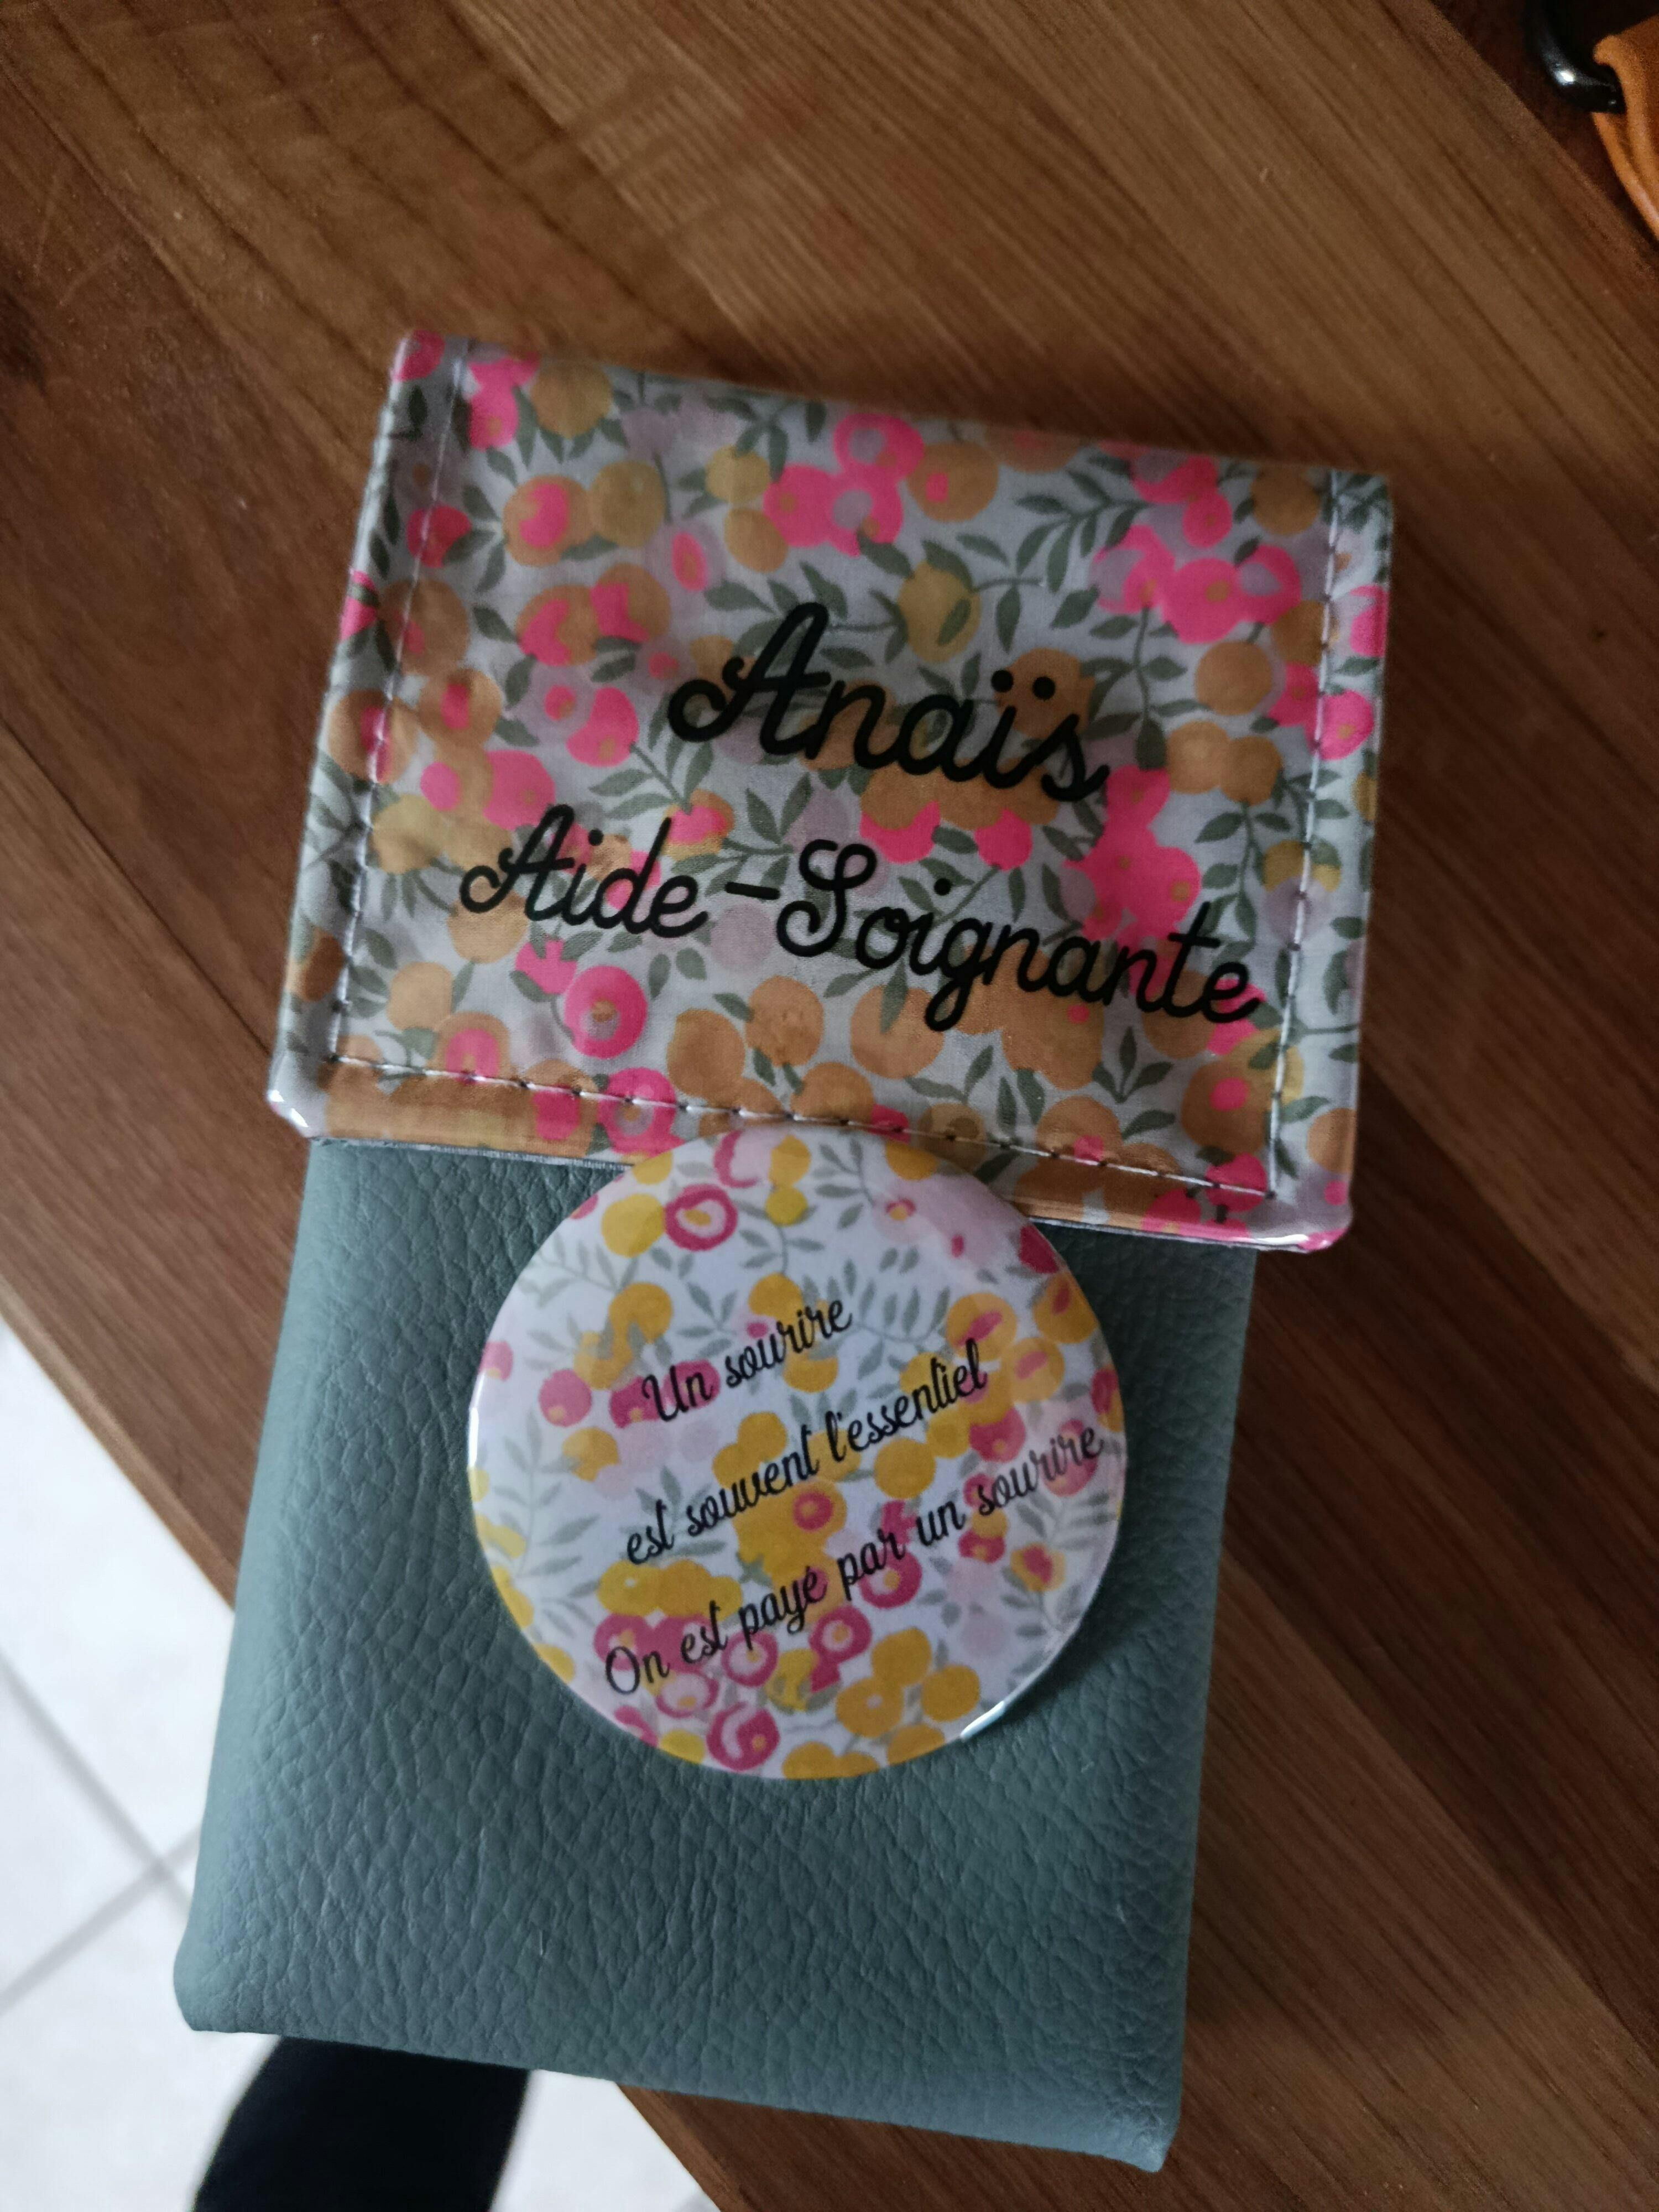 Anaïs
Aide-Soignante
Un sourire
est souvent l'essentiel
On est payé par un sourire